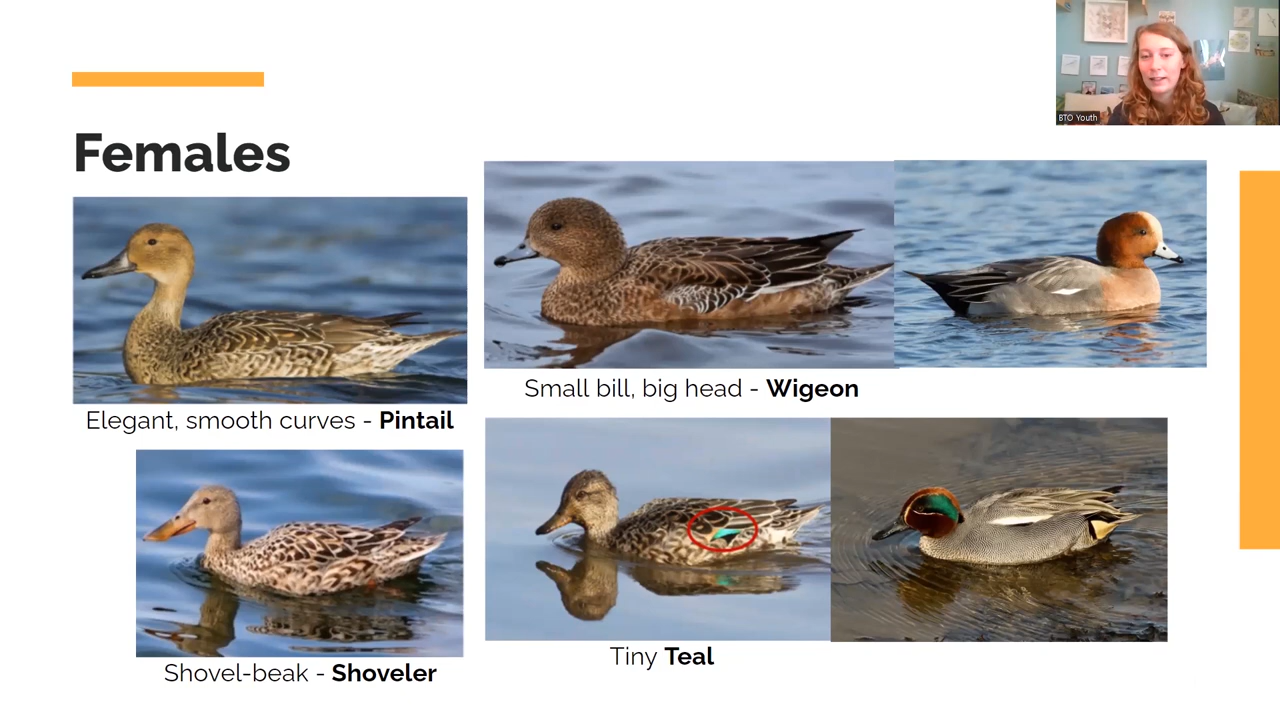 BTO Youth
Females
Elegant, smooth curves - Pintail
Small bill, big head - Wigeon
Shovel-beak - Shoveler
Tiny Teal